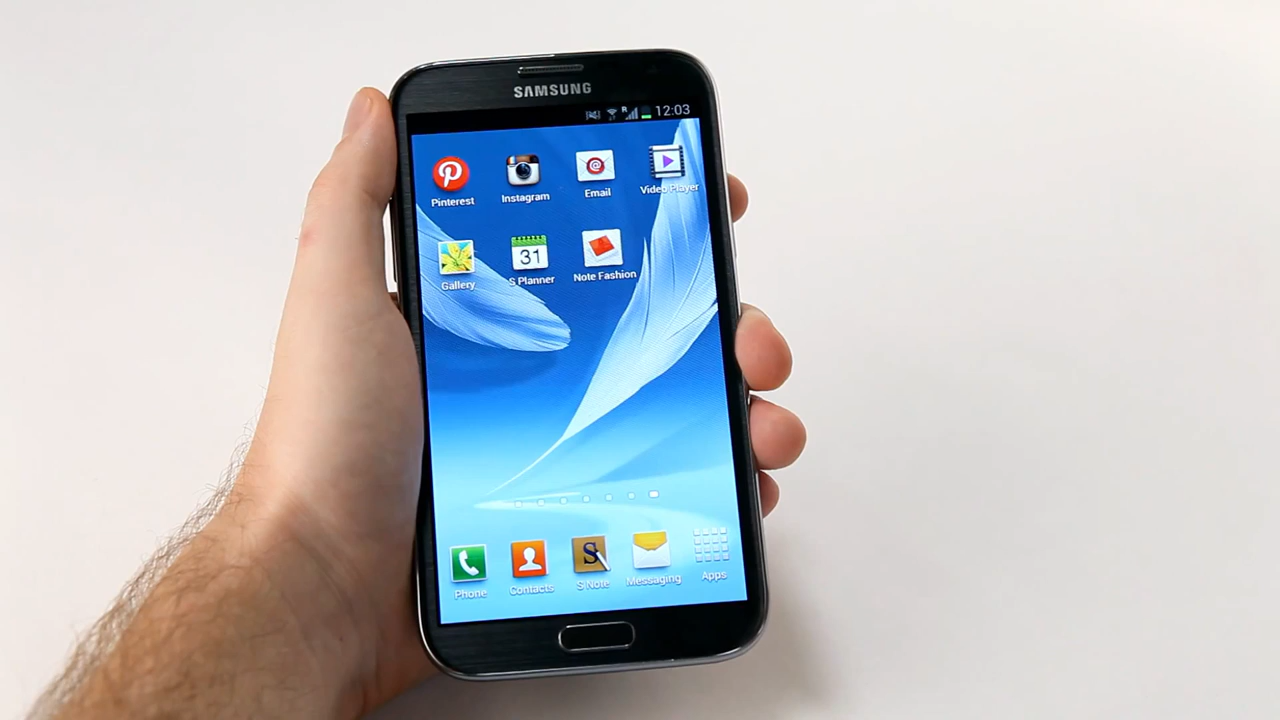 SAMSUNG
R 12:03
Pinterest Instagram Email Video Player
@
31
Gallery S Planner Note Fashion
S
Phone Contacts S Note Messaging Apps